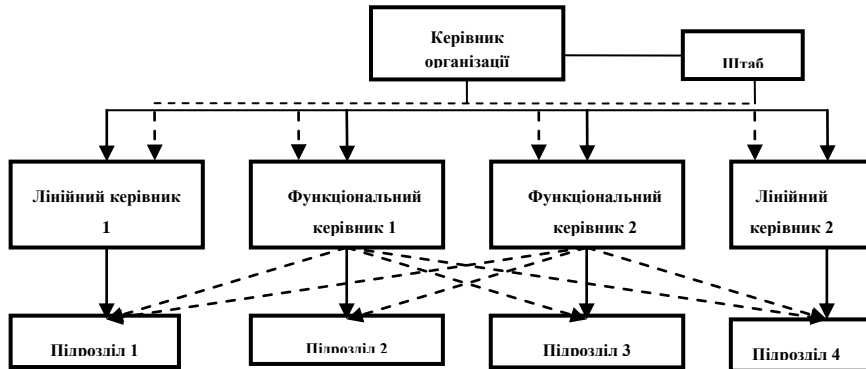 Керівник
організації
Штаб
Лінійний керівник
1
Функціональний
керівник 1
Функціональний
керівник 2
Лінійний
керівник 2
Підрозділ 1
Підрозділ 2
Підрозділ 3
Підрозділ 4